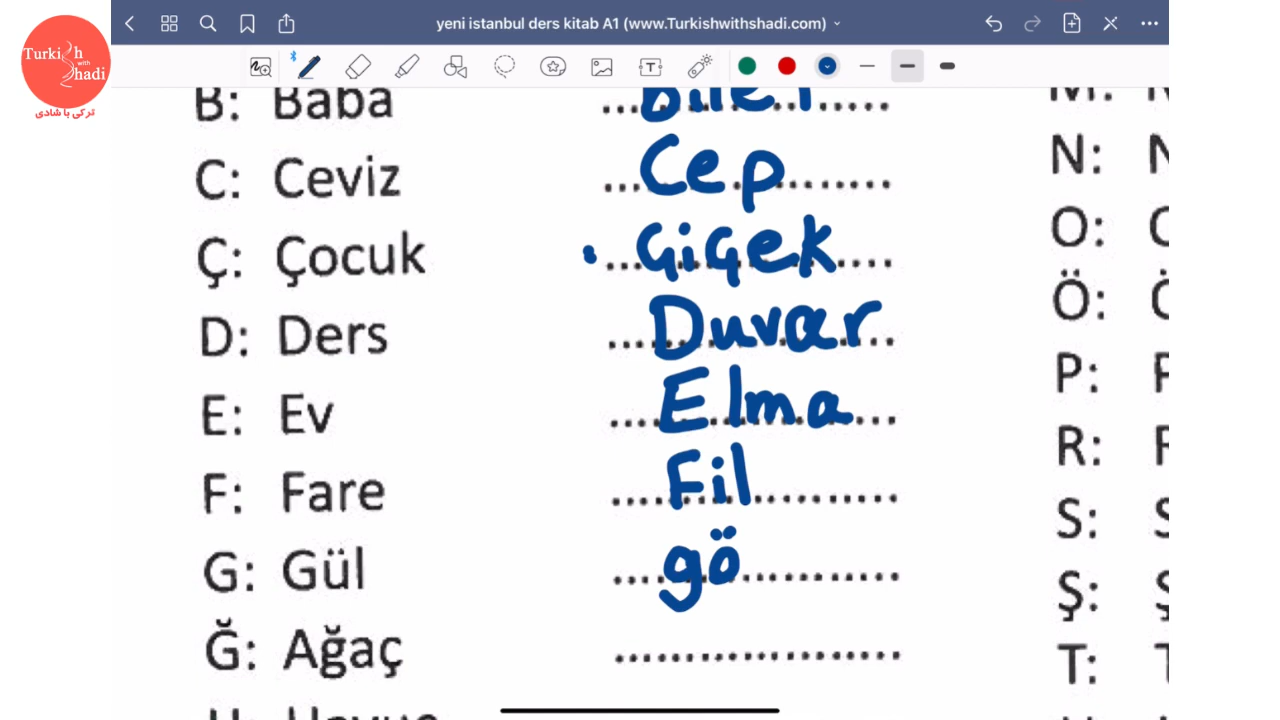 yeni istanbul ders kitab A1 (www.Turkishwithshadi.com)
Turkish
with
Shadi
ترکی با شادی
T
B: Baba ...Bilet.....
C: Ceviz ...Cep.......
Ç: Çocuk ...Çiçek....
D: Ders ...Duvar..
E: Ev ....Elma...
F: Fare ....Fil..........
G: Gül ....gö...........
Ğ: Ağaç ....................
M:
N:
O:
Ö:
P:
R:
S:
Ş:
T: